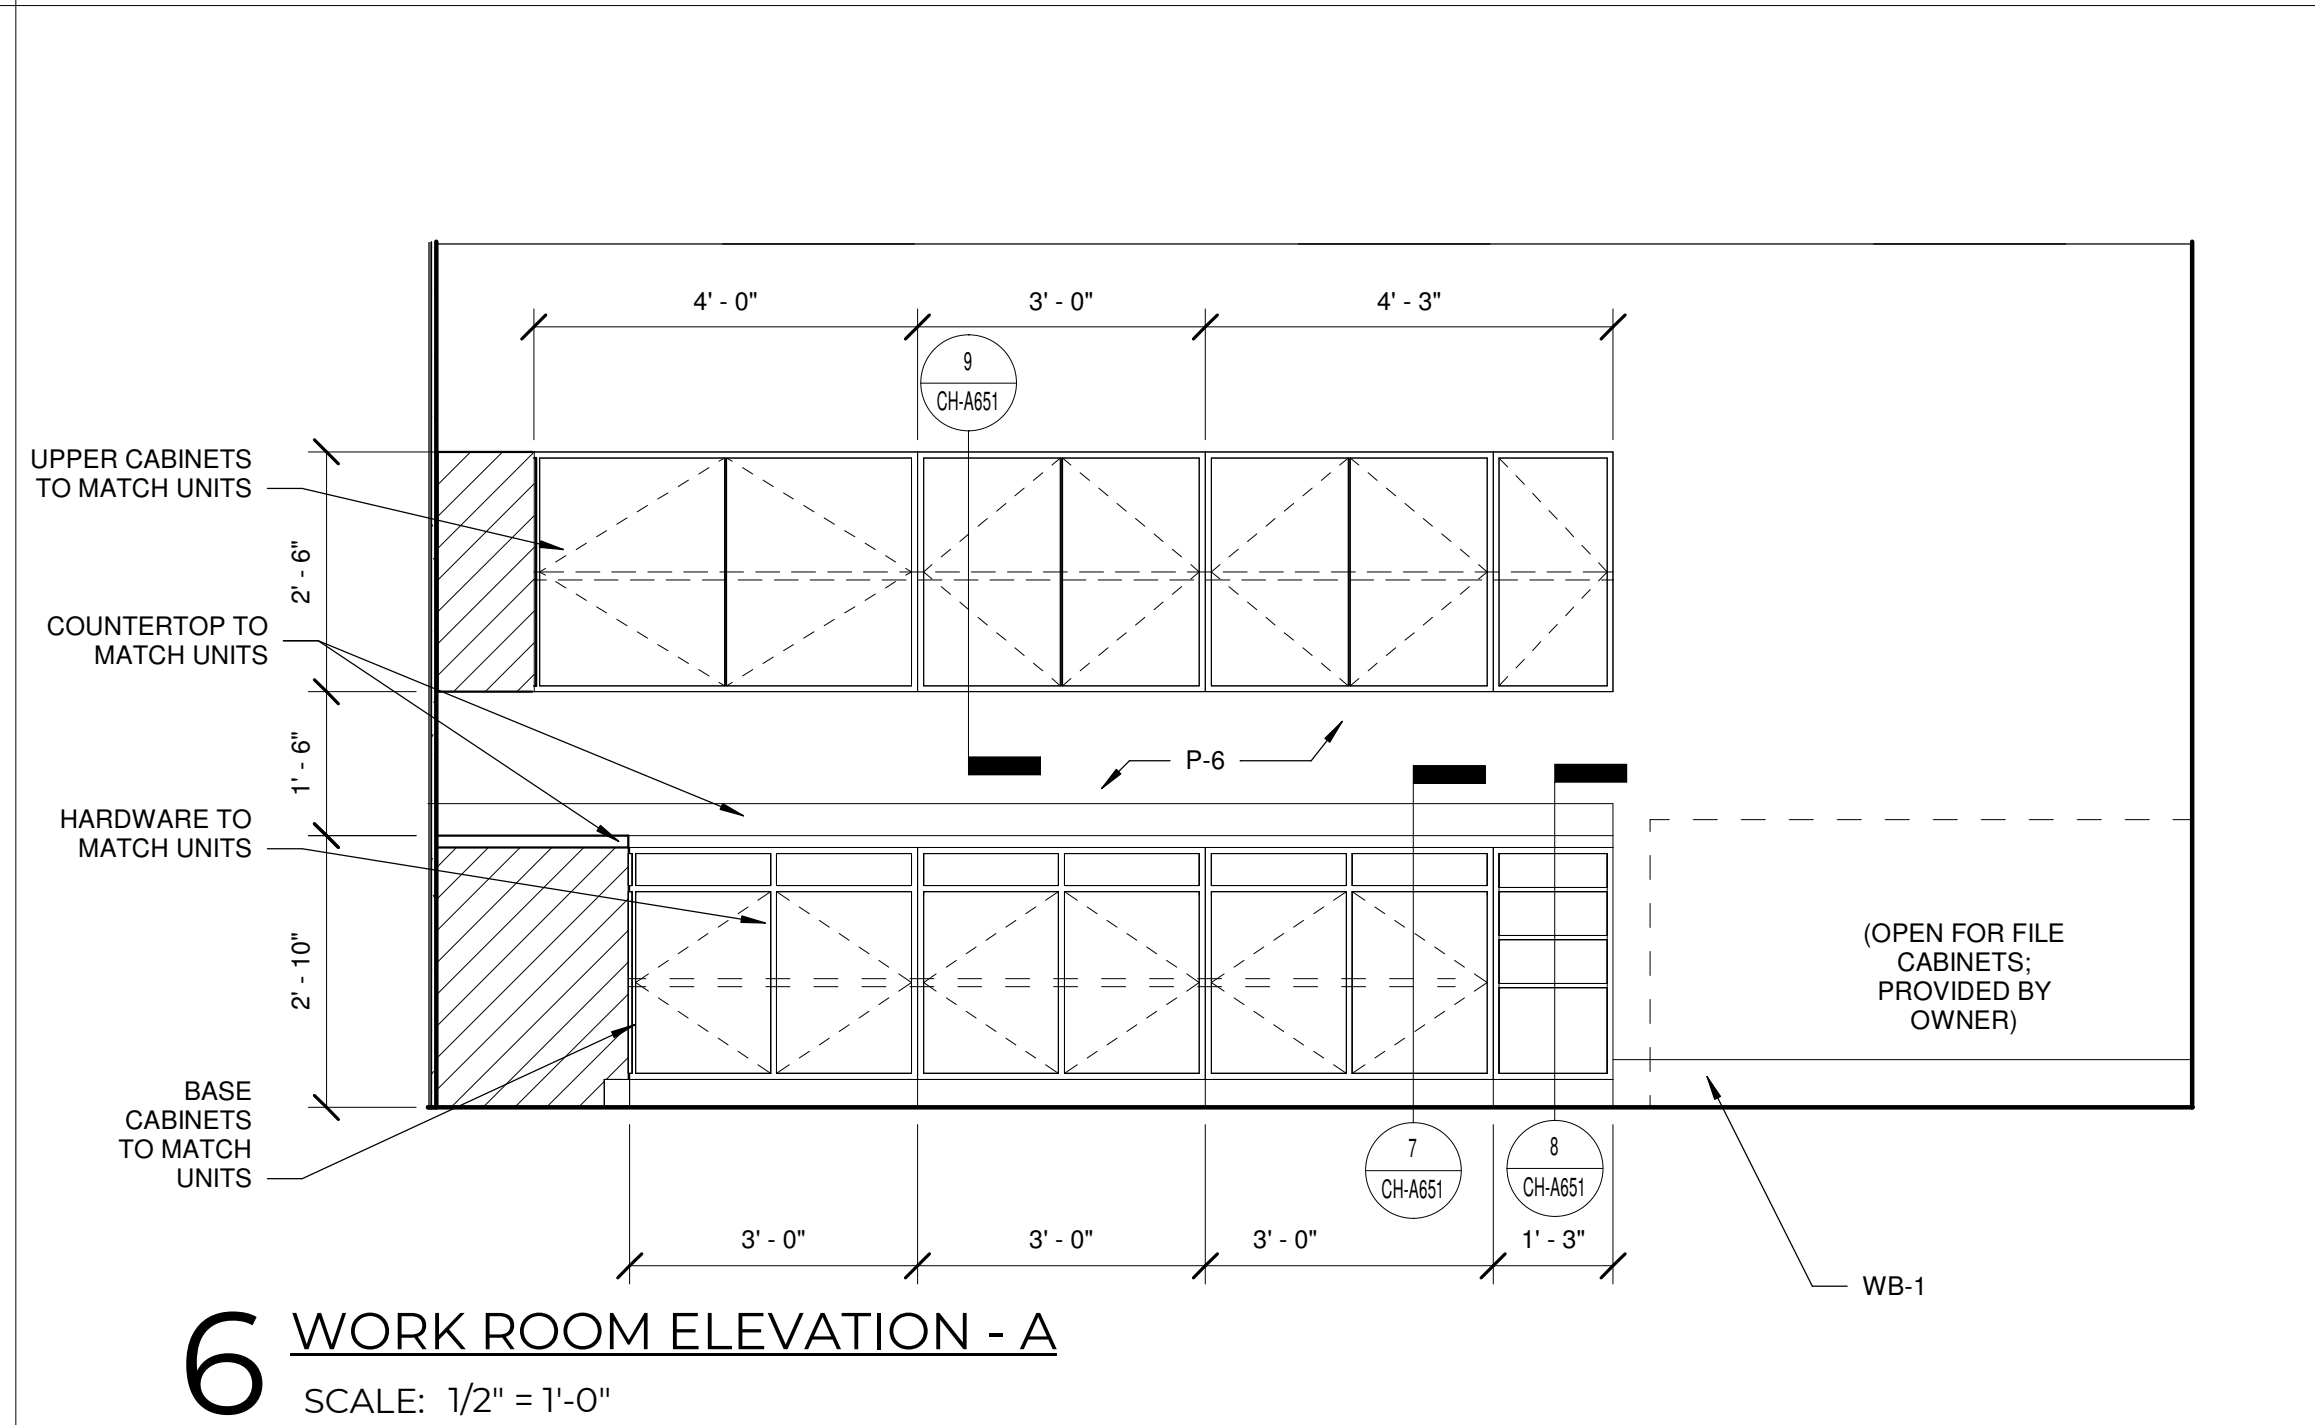 4' - 0"
3' - 0"
4' - 3"
9
CH-A651
UPPER CABINETS
TO MATCH UNITS
2' - 6"
COUNTERTOP TO
MATCH UNITS
1' - 6"
P-6
HARDWARE TO
MATCH UNITS
2' - 10"
(OPEN FOR FILE
CABINETS;
PROVIDED BY
OWNER)
BASE
CABINETS
TO MATCH
UNITS
7
CH-A651
8
CH-A651
3' - 0"
3' - 0"
3' - 0"
1' - 3"
WB-1
6
WORK ROOM ELEVATION - A
SCALE: 1/2" = 1'-0"